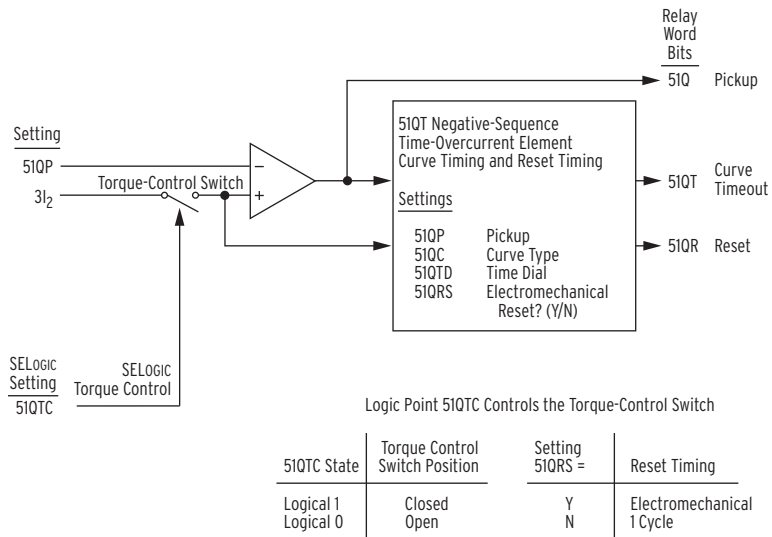 Relay
Word
Bits
51Q Pickup
51QT Negative-Sequence
Time-Overcurrent Element
Curve Timing and Reset Timing
Settings
51QP Pickup
51QC Curve Type
51QTD Time Dial
51QRS Electromechanical
Reset? (Y/N)
51QT Curve
Timeout
51QR Reset
Setting
51QP
3I2
Torque-Control Switch
−
+
SELOGIC
Setting
51QTC
SELOGIC
Torque Control
Logic Point 51QTC Controls the Torque-Control Switch
51QTC State Torque Control
Switch Position
Logical 1 Closed
Logical 0 Open
Setting
51QRS = Reset Timing
Y Electromechanical
N 1 Cycle